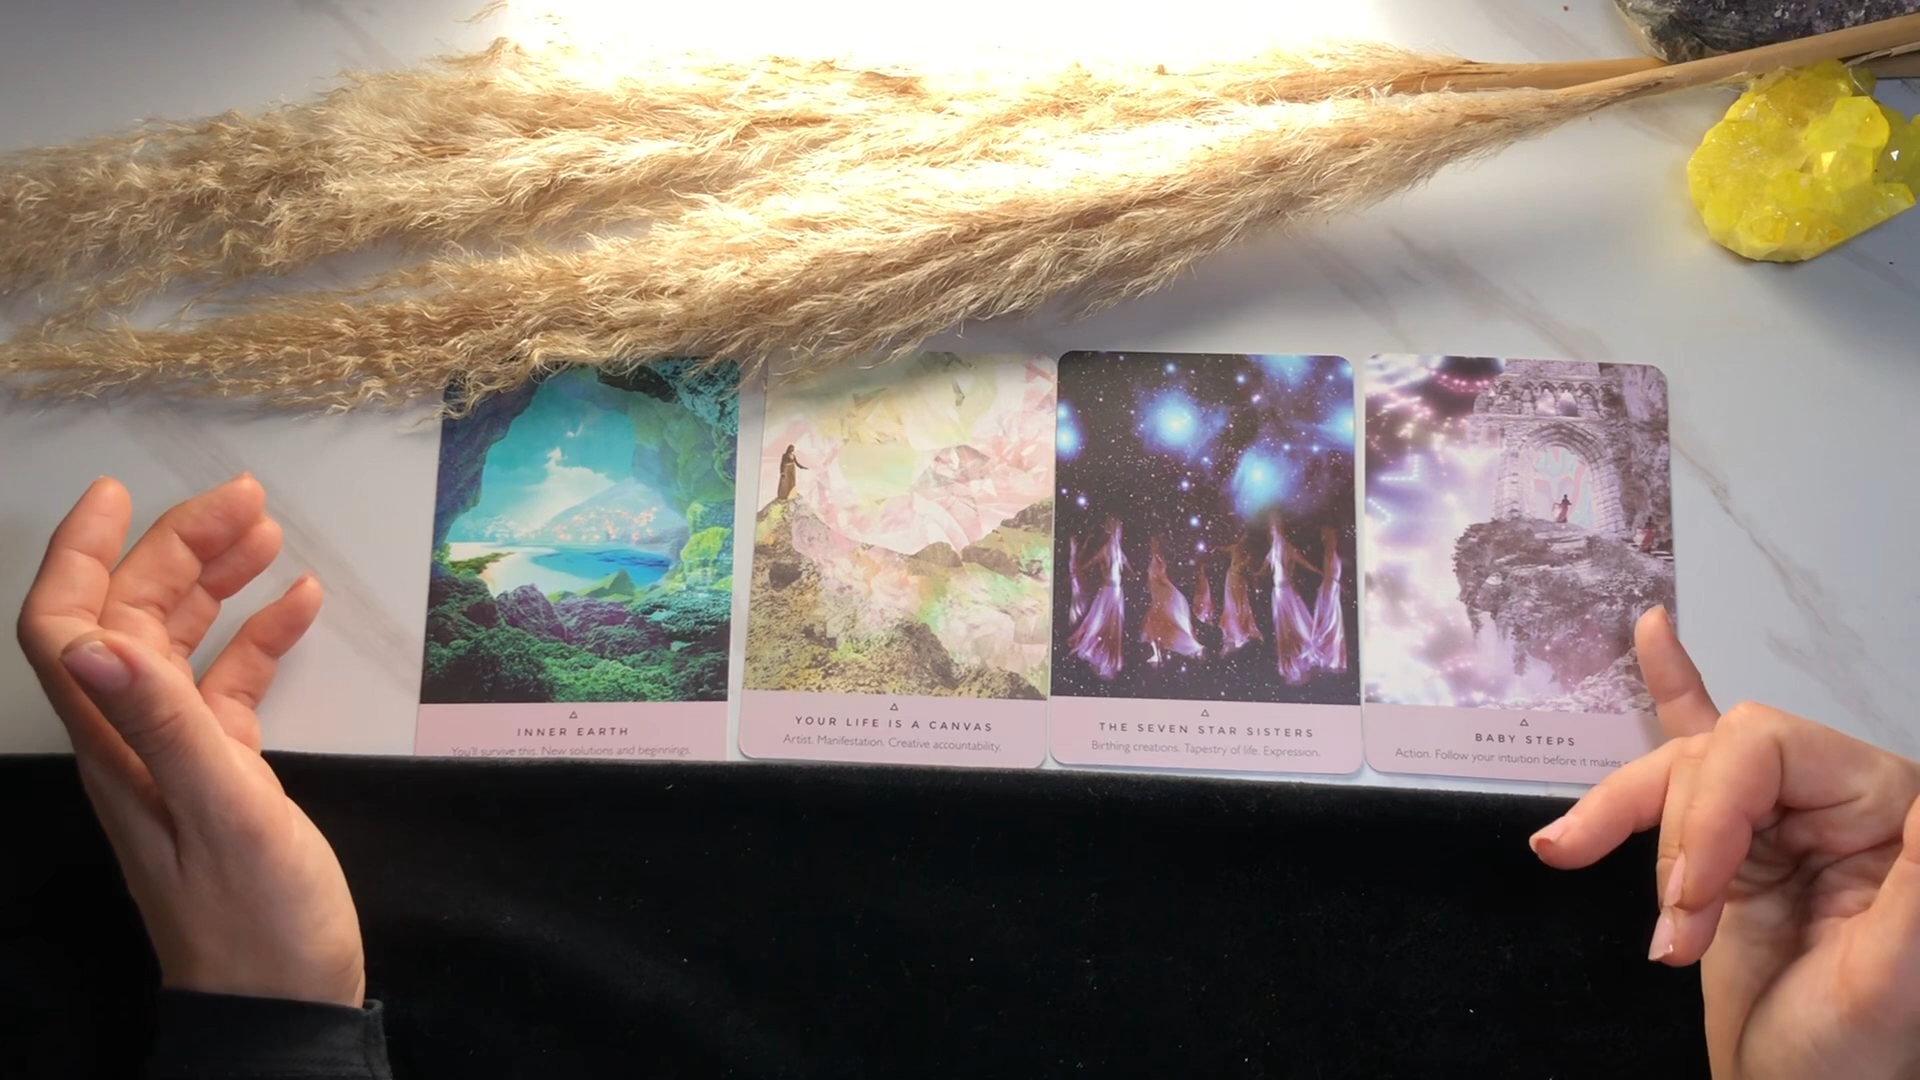 INNER EARTH
You'll survive this. New solutions and beginnings.
YOUR LIFE IS A CANVAS
Artist. Manifestation. Creative accountability.
THE SEVEN STAR SISTERS
Birthing creations. Tapestry of life. Expression.
BABY STEPS
Action. Follow your intuition before it makes